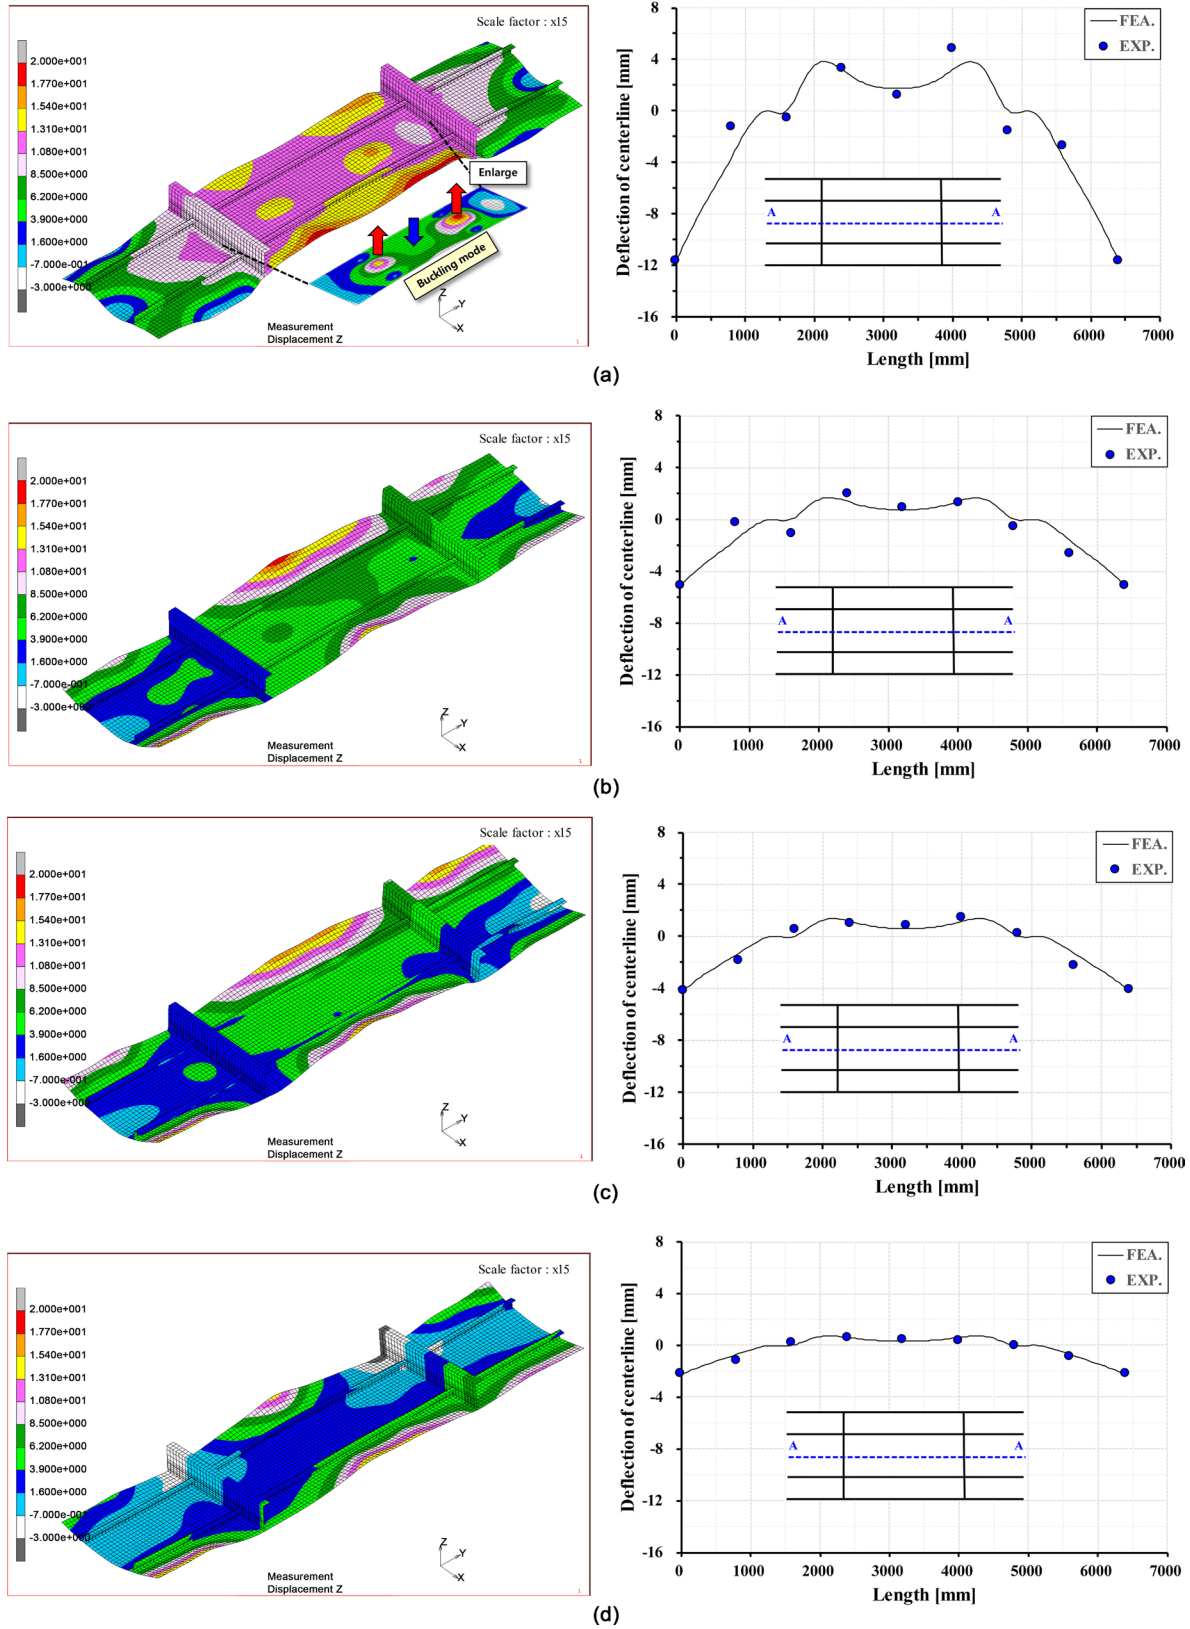 Scale factor : x15
2.000e+001
1.770e+001
1.540e+001
1.310e+001
1.080e+001
8.500e+000
6.200e+000
3.900e+000
1.600e+000
-7.000e-001
-3.000e+000
Enlarge
Buckling mode
Z
Y
X
Measurement
Displacement Z
1
Deflection of centerline [mm]
8
4
0
-4
-8
-12
-16
FEA.
EXP.
A A
0 1000 2000 3000 4000 5000 6000 7000
Length [mm]
(a)
Scale factor : x15
2.000e+001
1.770e+001
1.540e+001
1.310e+001
1.080e+001
8.500e+000
6.200e+000
3.900e+000
1.600e+000
-7.000e-001
-3.000e+000
Z
Y
X
Measurement
Displacement Z
1
Deflection of centerline [mm]
8
4
0
-4
-8
-12
-16
FEA.
EXP.
A A
0 1000 2000 3000 4000 5000 6000 7000
Length [mm]
(b)
Scale factor : x15
2.000e+001
1.770e+001
1.540e+001
1.310e+001
1.080e+001
8.500e+000
6.200e+000
3.900e+000
1.600e+000
-7.000e-001
-3.000e+000
Z
Y
X
Measurement
Displacement Z
1
Deflection of centerline [mm]
8
4
0
-4
-8
-12
-16
FEA.
EXP.
A A
0 1000 2000 3000 4000 5000 6000 7000
Length [mm]
(c)
Scale factor : x15
2.000e+001
1.770e+001
1.540e+001
1.310e+001
1.080e+001
8.500e+000
6.200e+000
3.900e+000
1.600e+000
-7.000e-001
-3.000e+000
Z
Y
X
Measurement
Displacement Z
1
Deflection of centerline [mm]
8
4
0
-4
-8
-12
-16
FEA.
EXP.
A A
0 1000 2000 3000 4000 5000 6000 7000
Length [mm]
(d)